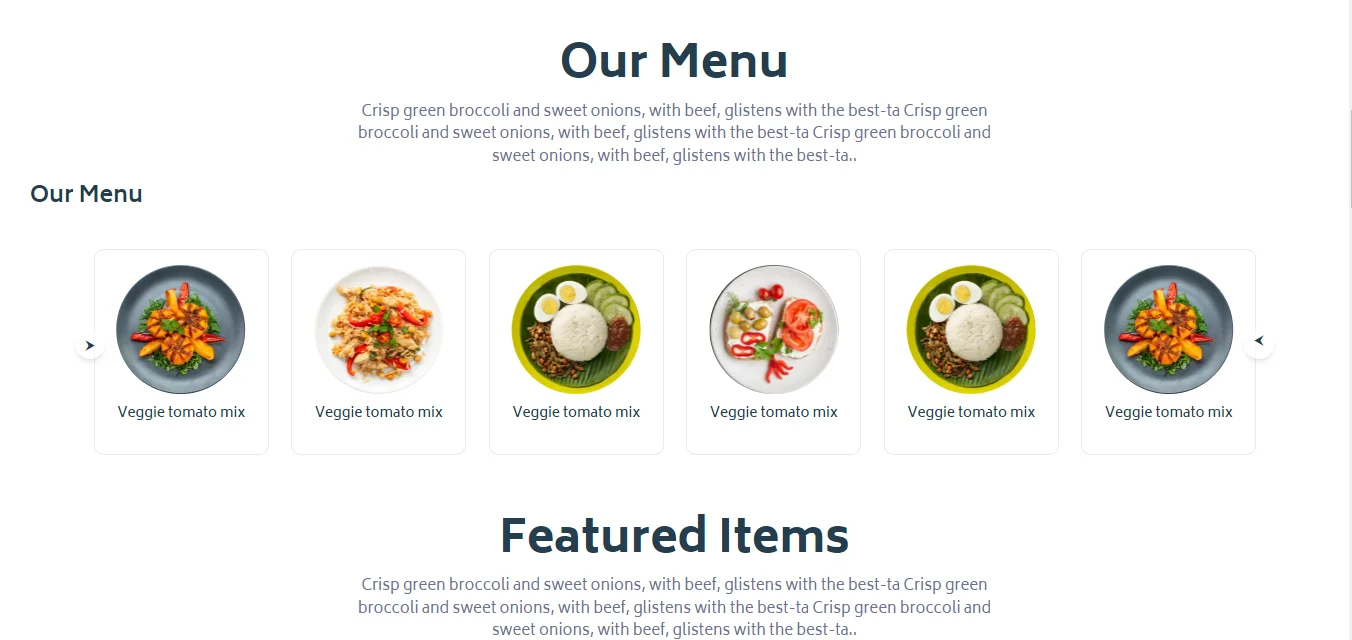 Our Menu
Crisp green broccoli and sweet onions, with beef, glistens with the best-ta Crisp green
broccoli and sweet onions, with beef, glistens with the best-ta Crisp green broccoli and
sweet onions, with beef, glistens with the best-ta..
Our Menu
Veggie tomato mix
Veggie tomato mix
Veggie tomato mix
Veggie tomato mix
Veggie tomato mix
Veggie tomato mix
Featured Items
Crisp green broccoli and sweet onions, with beef, glistens with the best-ta Crisp green
broccoli and sweet onions, with beef, glistens with the best-ta Crisp green broccoli and
sweet onions, with beef, glistens with the best-ta..